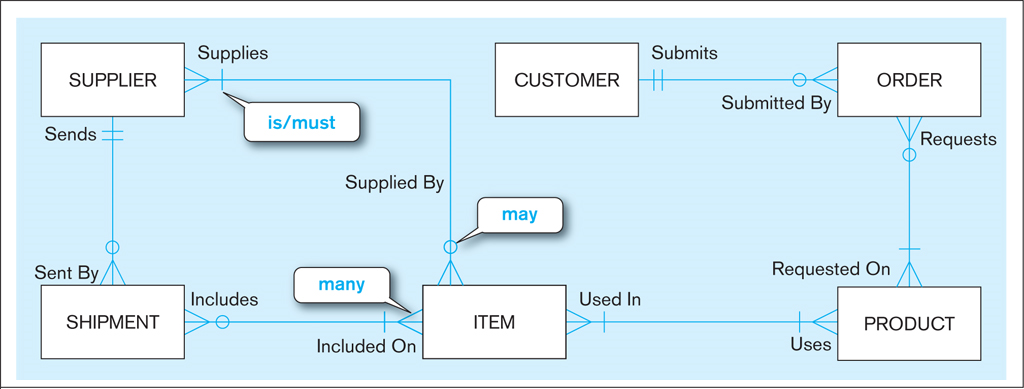 SUPPLIER
Supplies
CUSTOMER
Submits
ORDER
Submitted By
is/must
Sends
Requests
Supplied By
may
Sent By
Includes
many
Used In
Requested On
SHIPMENT
ITEM
PRODUCT
Included On
Uses